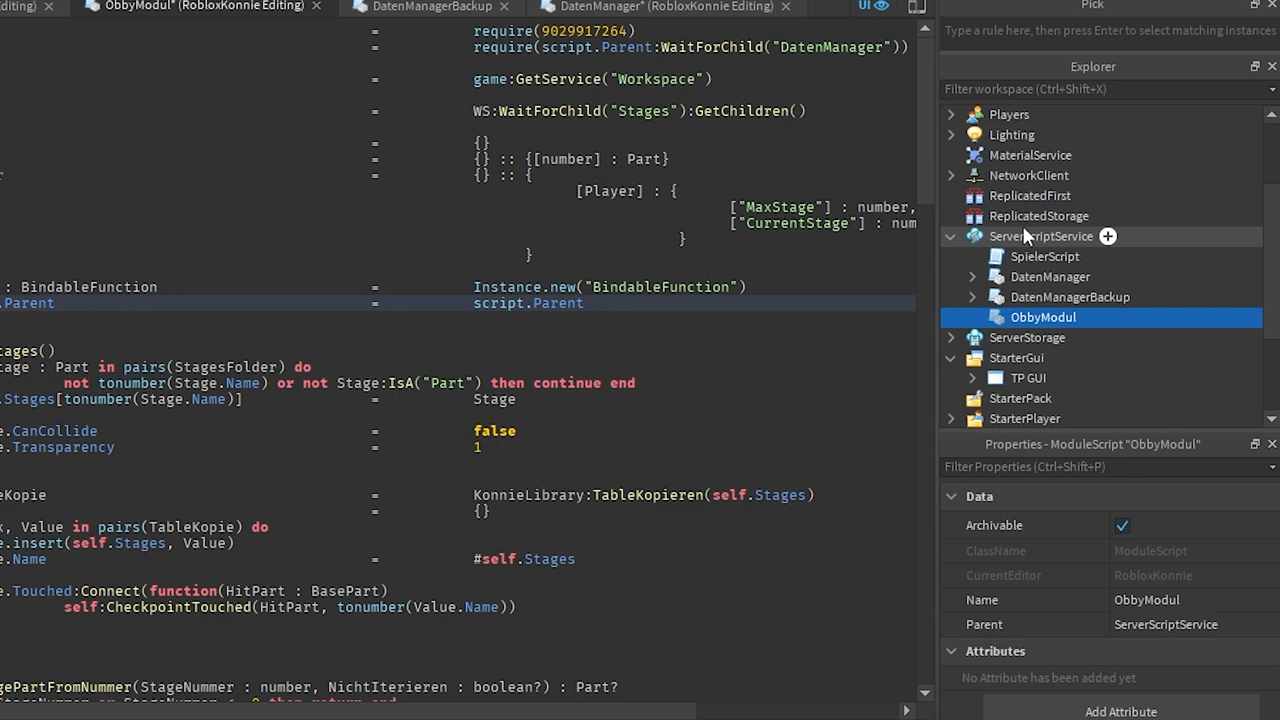 diting)
ObbyModul* (RobloxKonnie Editing)
DatenManagerBackup
DatenManager* (RobloxKonnie Editing)
UI
= require(9029917264)
= require(script.Parent:WaitForChild("DatenManager"))
= game:GetService("Workspace")
= WS:WaitForChild("Stages"):GetChildren()
= {}
= {} :: {[number] : Part}
r = {} :: {
[Player] : {
["MaxStage"] : number,
["CurrentStage"] : num
}
}
: BindableFunction = Instance.new("BindableFunction")
.Parent = script.Parent
tages()
tage : Part in pairs(StagesFolder) do
not tonumber(Stage.Name) or not Stage:IsA("Part") then continue end
.Stages[tonumber(Stage.Name)] = Stage
e.CanCollide = false
e.Transparency = 1
eKopie = KonnieLibrary:TableKopieren(self.Stages)
= {}
x, Value in pairs(TableKopie) do
e.insert(self.Stages, Value)
e.Name = #self.Stages
e.Touched:Connect(function(HitPart : BasePart)
self:CheckpointTouched(HitPart, tonumber(Value.Name))
gePartFromNummer(StageNummer : number, NichtIterieren : boolean?) : Part?
Pick
Type a rule here, then press Enter to select matching instances
Explorer
Filter workspace (Ctrl+Shift+X)
Players
Lighting
MaterialService
NetworkClient
ReplicatedFirst
ReplicatedStorage
ServerScriptService
SpielerScript
DatenManager
DatenManagerBackup
ObbyModul
ServerStorage
StarterGui
TP GUI
StarterPack
StarterPlayer
Properties - ModuleScript "ObbyModul"
Filter Properties (Ctrl+Shift+P)
Data
Archivable
ClassName ModuleScript
CurrentEditor RobloxKonnie
Name ObbyModul
Parent ServerScriptService
Attributes
No Attribute has been added yet
Add Attribute